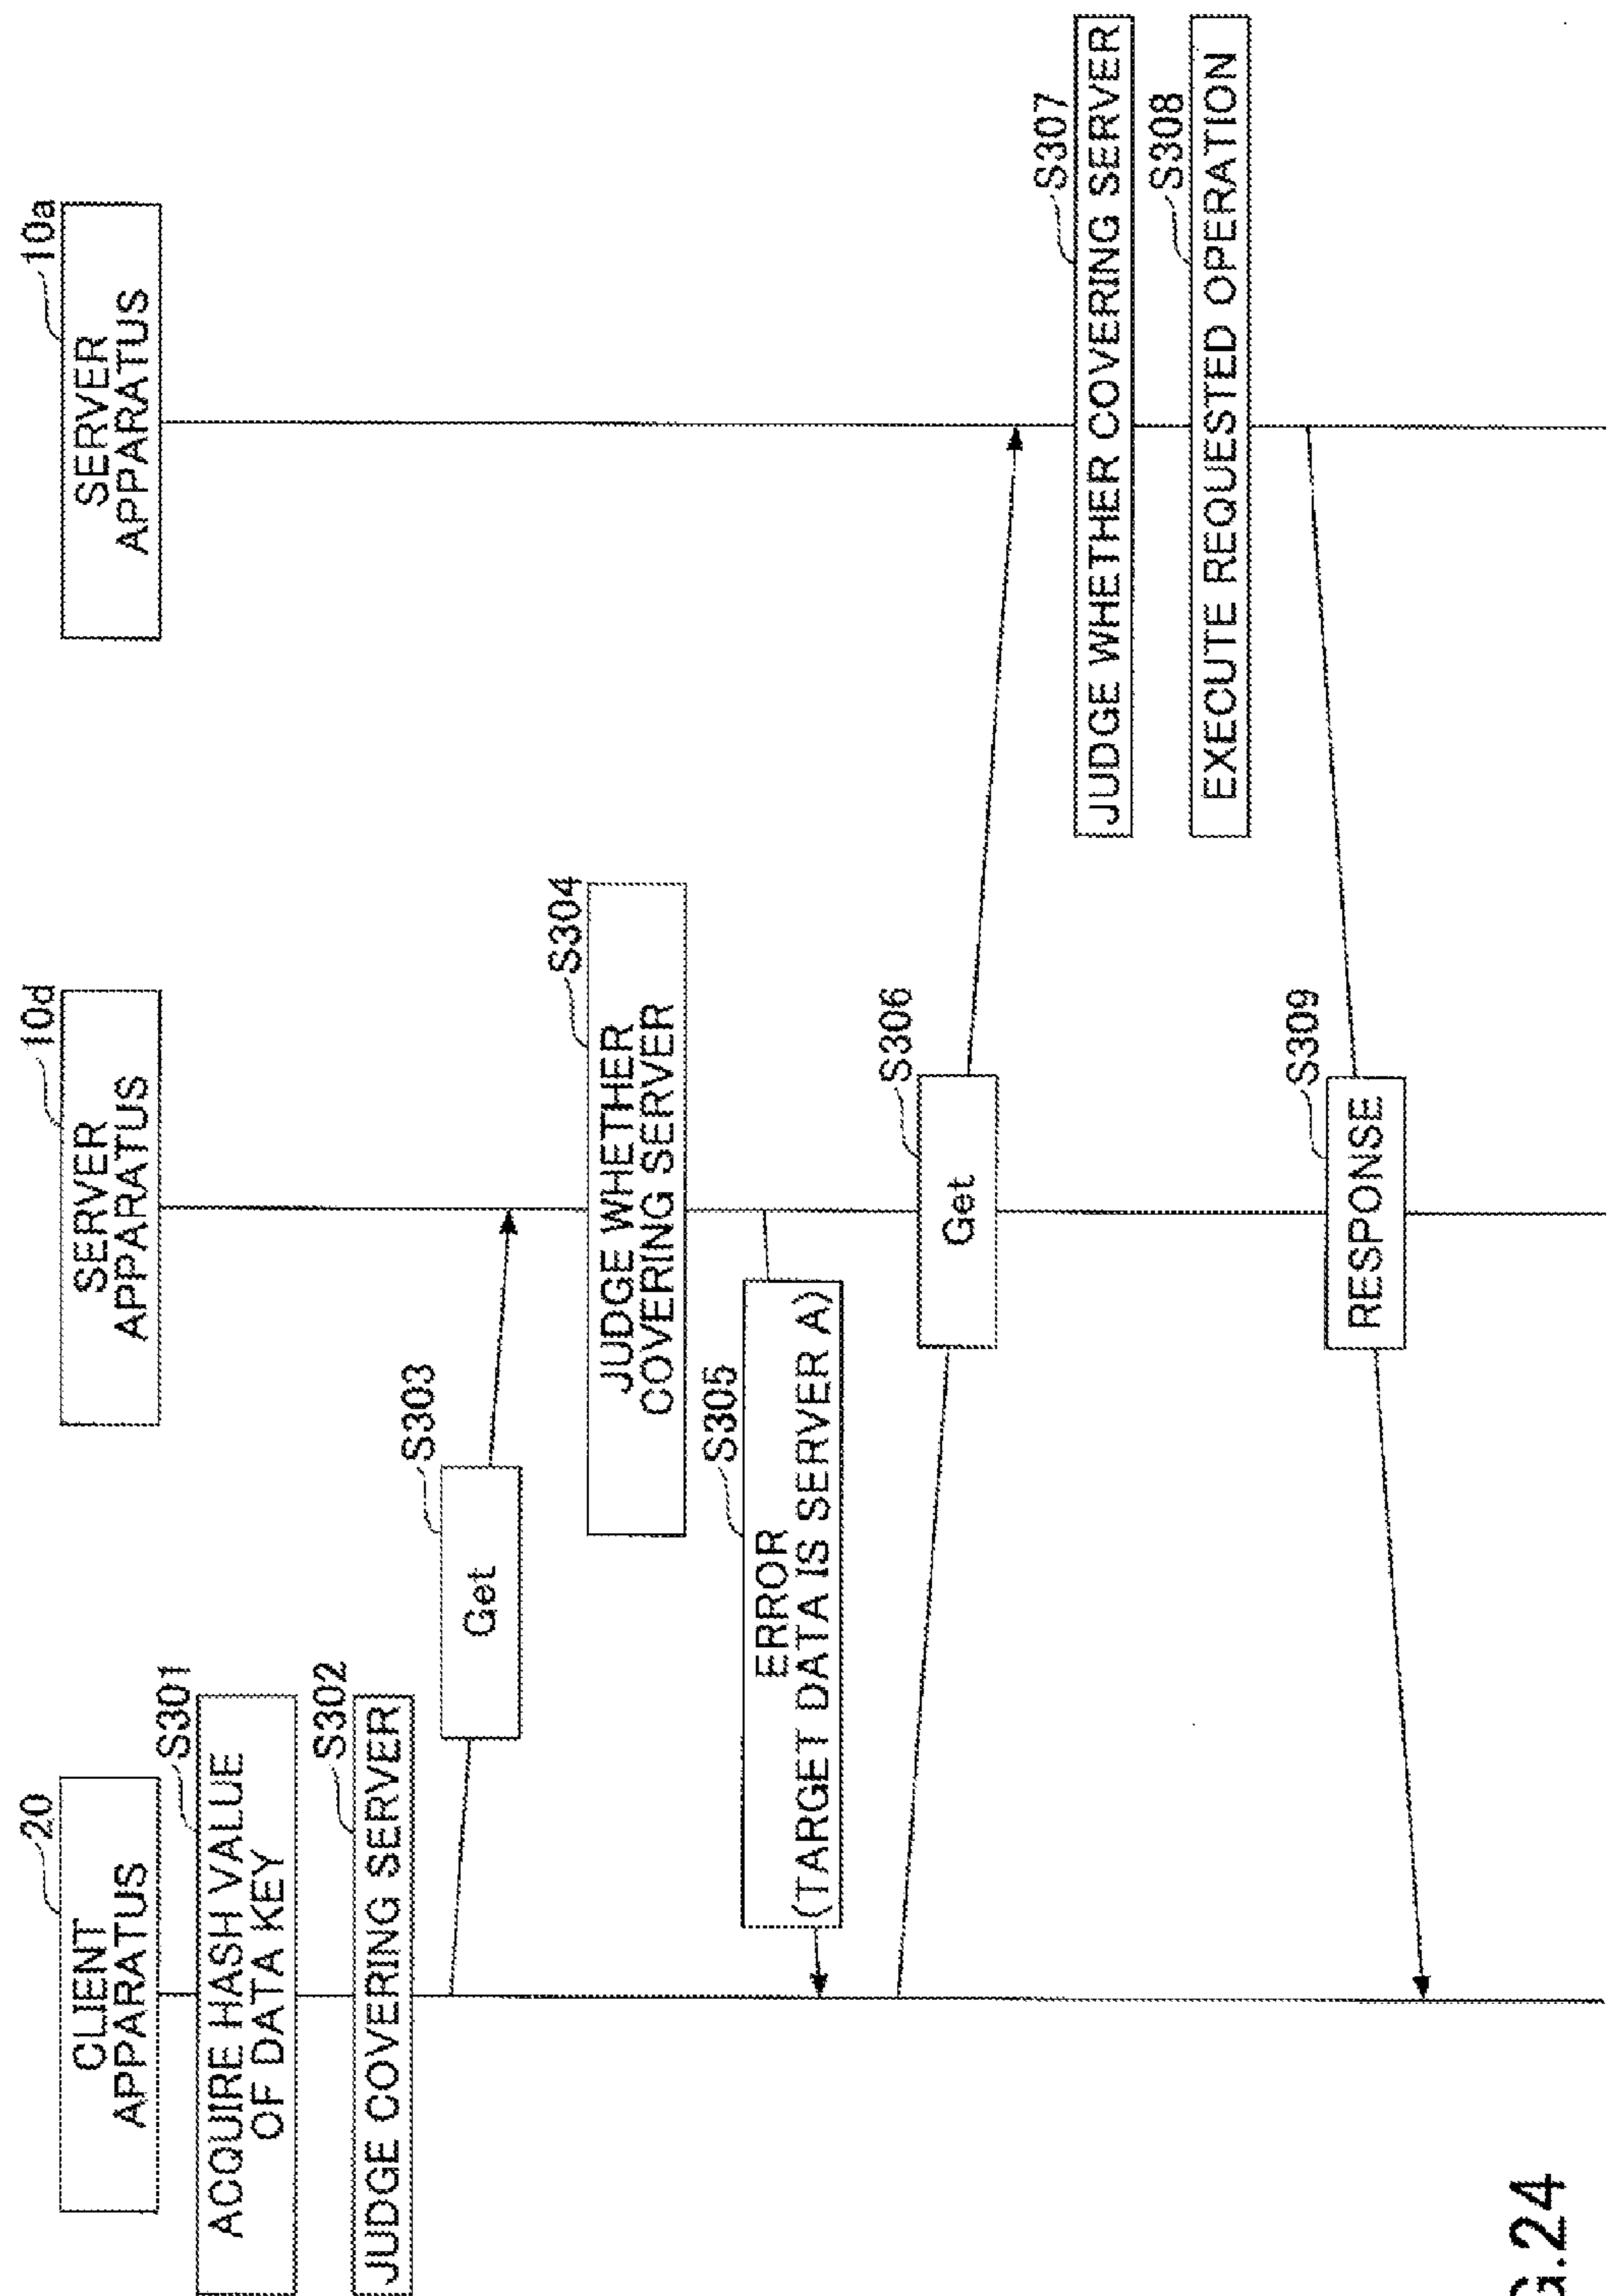 20
CLIENT
APPARATUS
10d
SERVER
APPARATUS
10a
SERVER
APPARATUS
S301
ACQUIRE HASH VALUE
OF DATA KEY
S302
JUDGE COVERING SERVER
S303
Get
S304
JUDGE WHETHER
COVERING SERVER
S305
ERROR
(TARGET DATA IS SERVER A)
S306
Get
S307
JUDGE WHETHER COVERING SERVER
S308
EXECUTE REQUESTED OPERATION
S309
RESPONSE
G.24